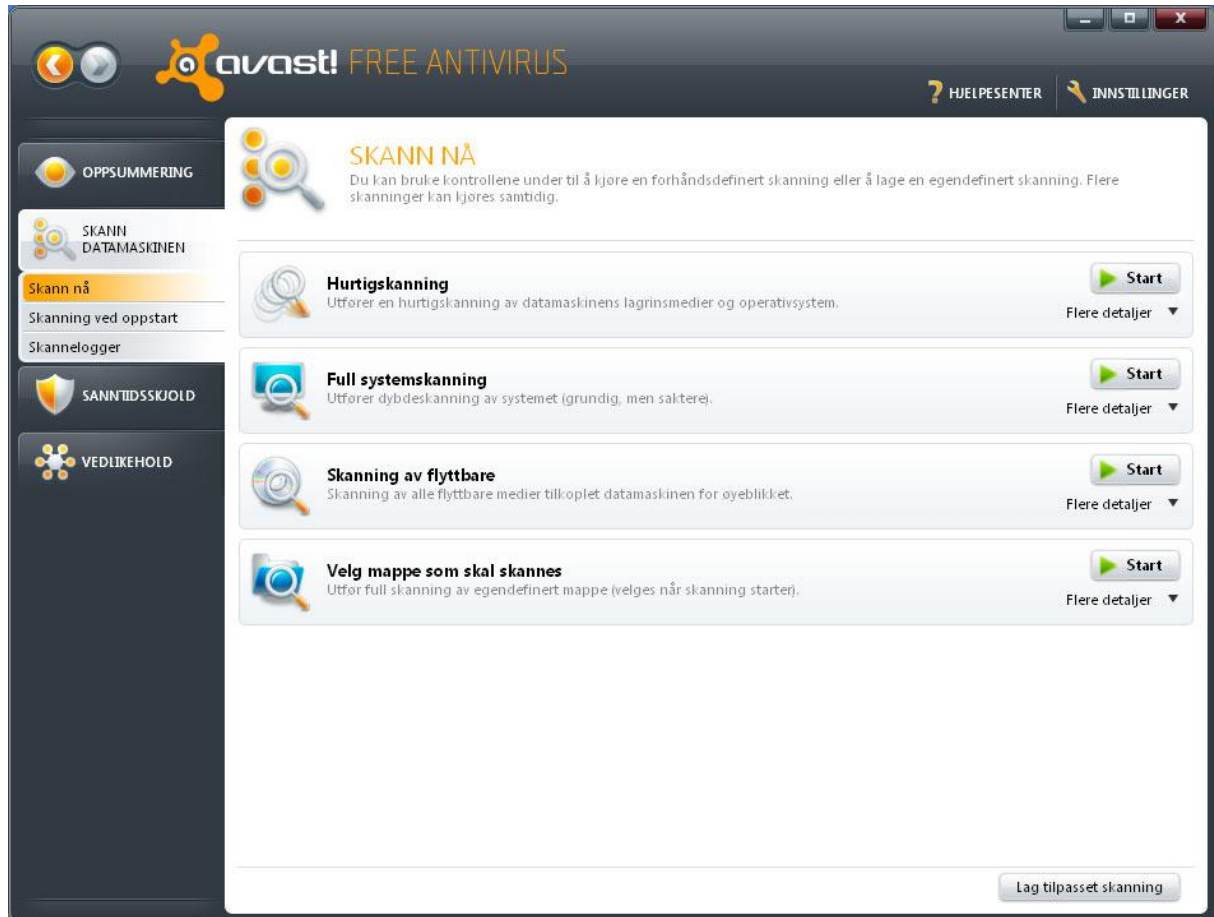 avast! FREE ANTIVIRUS
HJELPESENTER
INNSTILLINGER
OPPSUMMERING
SKANN
DATAMASKINEN
Skann nå
Skanning ved oppstart
Skannelogger
SANNTIDSSKJOLD
VEDLIKEHOLD
SKANN NÅ
Du kan bruke kontrollene under til å kjøre en forhåndsdefinert skanning eller å lage en egendefinert skanning. Flere
skanninger kan kjøres samtidig.
Hurtigskanning
Utfører en hurtigskanning av datamaskinens lagrinsmedier og operativsystem.
Start
Flere detaljer
Full systemskanning
Utfører dybdeskanning av systemet (grundig, men saktere).
Start
Flere detaljer
Skanning av flyttbare
Skanning av alle flyttbare medier tilkoplet datamaskinen for øyeblikket.
Start
Flere detaljer
Velg mappe som skal skannes
Utfør full skanning av egendefinert mappe (velges når skanning starter).
Start
Flere detaljer
Lag tilpasset skanning